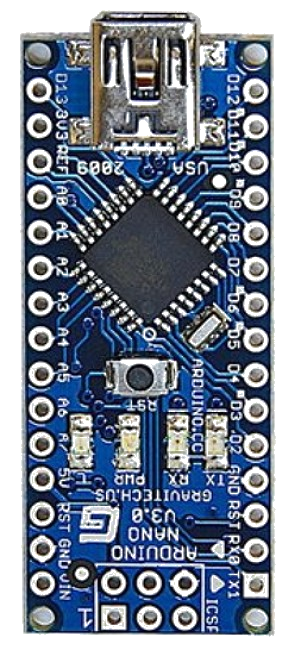 D13
3V3
REF
A0
A1
A2
A3
A4
A5
A6
A7
5V
RST
GND
VIN
D12
D11
D10
D9
D8
D7
D6
D5
D4
D3
D2
GND
RST
RX0
TX1
2009
USA
RST
ARDUINO.CC
L
PWR
RX
TX
GRAVITECH.US
ARDUINO
NANO
V3.0
G
1
ICSP